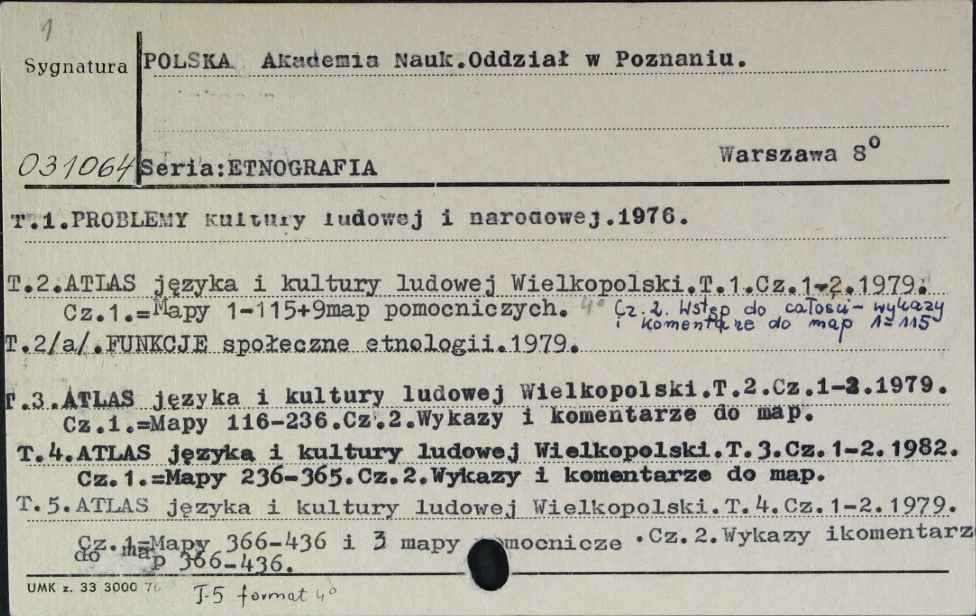 1
Sygnatura POLSKA Akademia Nauk.Oddział w Poznaniu.
Warszawa 8⁰
031064 Seria:ETNOGRAFIA
T.1.PROBLEMY kultury ludowej i narodowej.1976.
T.2.ATLAS języka i kultury ludowej Wielkopolski.T.1.Cz.1-2.1979.
Cz.1.=Mapy 1-115+9map pomocniczych. 4⁰ Cz.2. Wstęp do całości - wykazy
i komentarze do map 1=115
T.2/a/.FUNKCJE społeczne etnologii.1979.
T.3.ATLAS języka i kultury ludowej Wielkopolski.T.2.Cz.1-2.1979.
Cz.1.=Mapy 116-236.Cz.2.Wykazy i komentarze do map.
T.4.ATLAS języka i kultury ludowej Wielkopolski.T.3.Cz.1-2.1982.
Cz.1.=Mapy 236-365.Cz.2.Wykazy i komentarze do map.
T.5.ATLAS języka i kultury ludowej Wielkopolski.T.4.Cz.1-2.1979.
Cz.1=Mapy 366-436 i 3 mapy pomocnicze .Cz.2.Wykazy ikomentarz
do map 366-436.
UMK z. 33 3000 76
T-5 format 4⁰